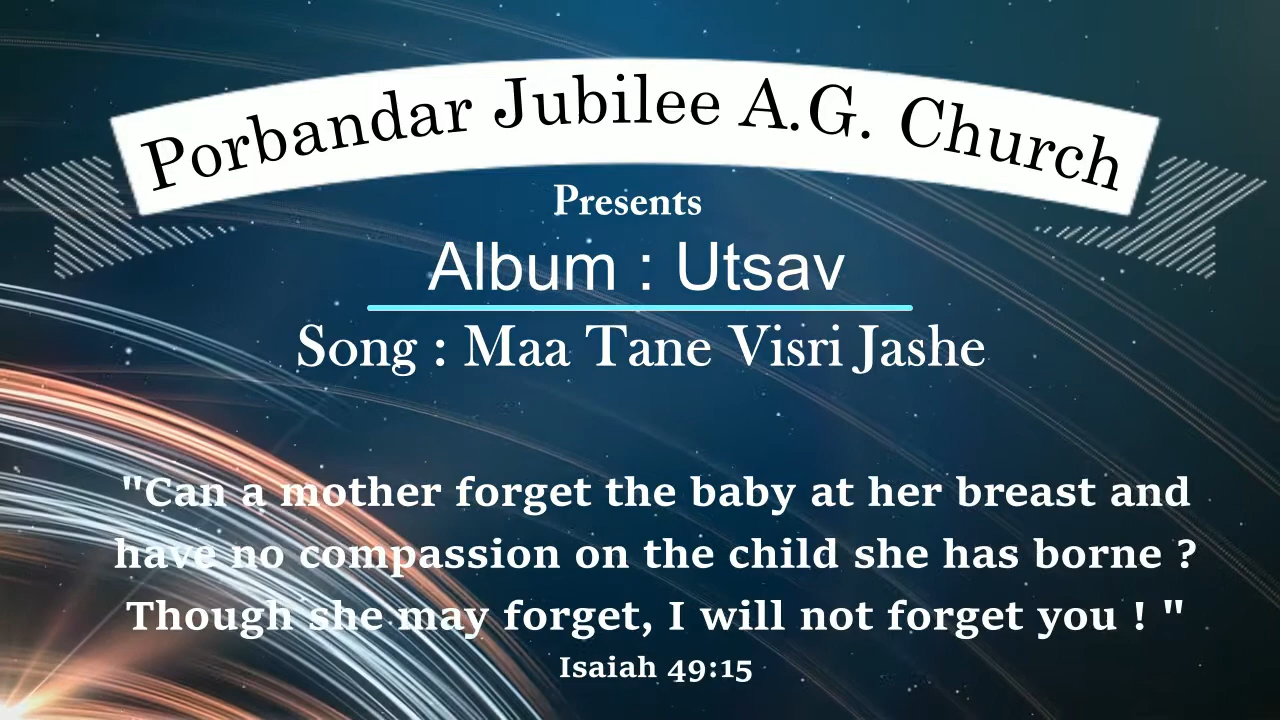 Porbandar Jubilee A.G. Church
Presents
Album : Utsav
Song : Maa Tane Visri Jashe
"Can a mother forget the baby at her breast and
have no compassion on the child she has borne ?
Though she may forget, I will not forget you ! "
Isaiah 49:15